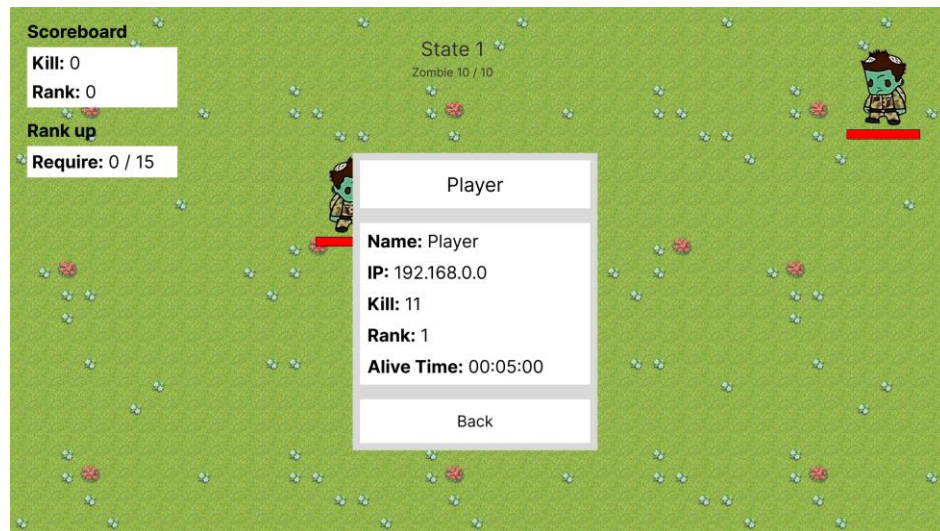 Scoreboard
Kill: 0
Rank: 0
Rank up
Require: 0 / 15
State 1
Zombie 10 / 10
Player
Name: Player
IP: 192.168.0.0
Kill: 11
Rank: 1
Alive Time: 00:05:00
Back